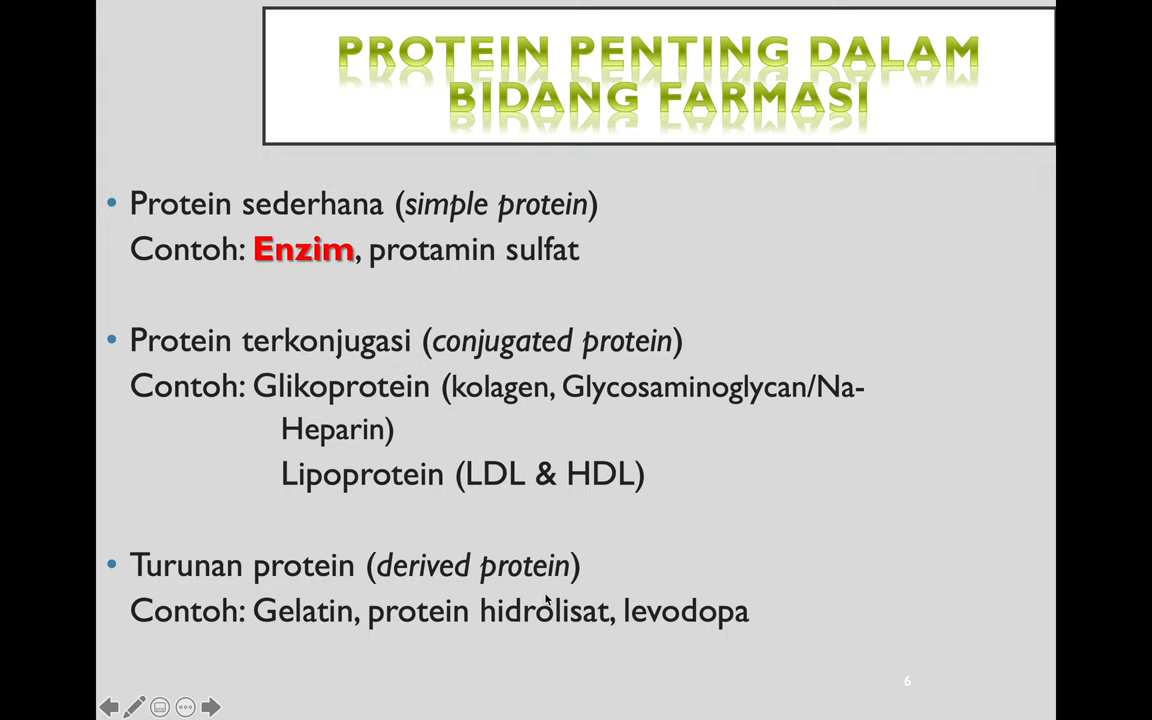 PROTEIN PENTING DALAM
BIDANG FARMASI
• Protein sederhana (simple protein)
Contoh: Enzim, protamin sulfat
• Protein terkonjugasi (conjugated protein)
Contoh: Glikoprotein (kolagen, Glycosaminoglycan/Na-
Heparin)
Lipoprotein (LDL & HDL)
• Turunan protein (derived protein)
Contoh: Gelatin, protein hidrolisat, levodopa
6